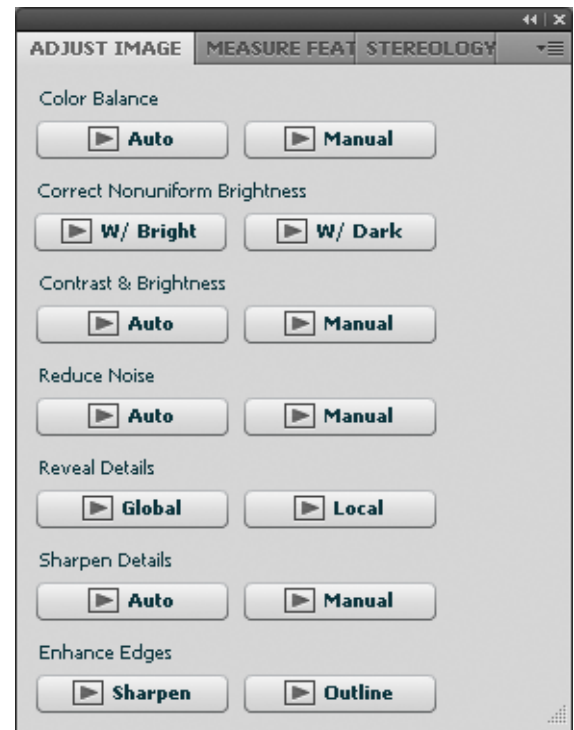 ADJUST IMAGE MEASURE FEAT STEREOLOGY
Color Balance
Auto Manual
Correct Nonuniform Brightness
W/ Bright W/ Dark
Contrast & Brightness
Auto Manual
Reduce Noise
Auto Manual
Reveal Details
Global Local
Sharpen Details
Auto Manual
Enhance Edges
Sharpen Outline